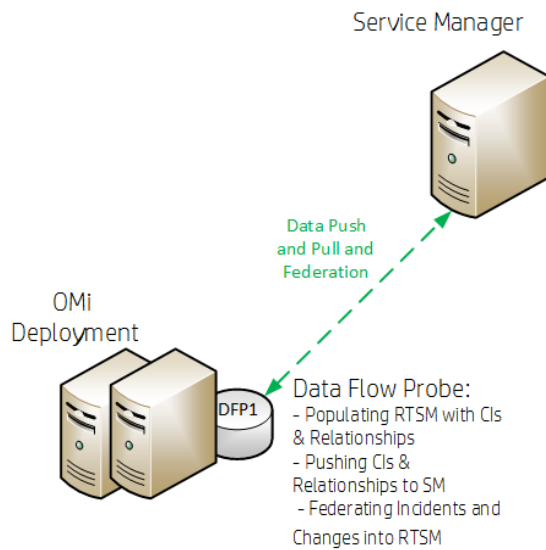 Service Manager
Data Push
and Pull and
Federation
OMi
Deployment
DFP1
Data Flow Probe:
- Populating RTSM with CIs
& Relationships
- Pushing CIs &
Relationships to SM
- Federating Incidents and
Changes into RTSM